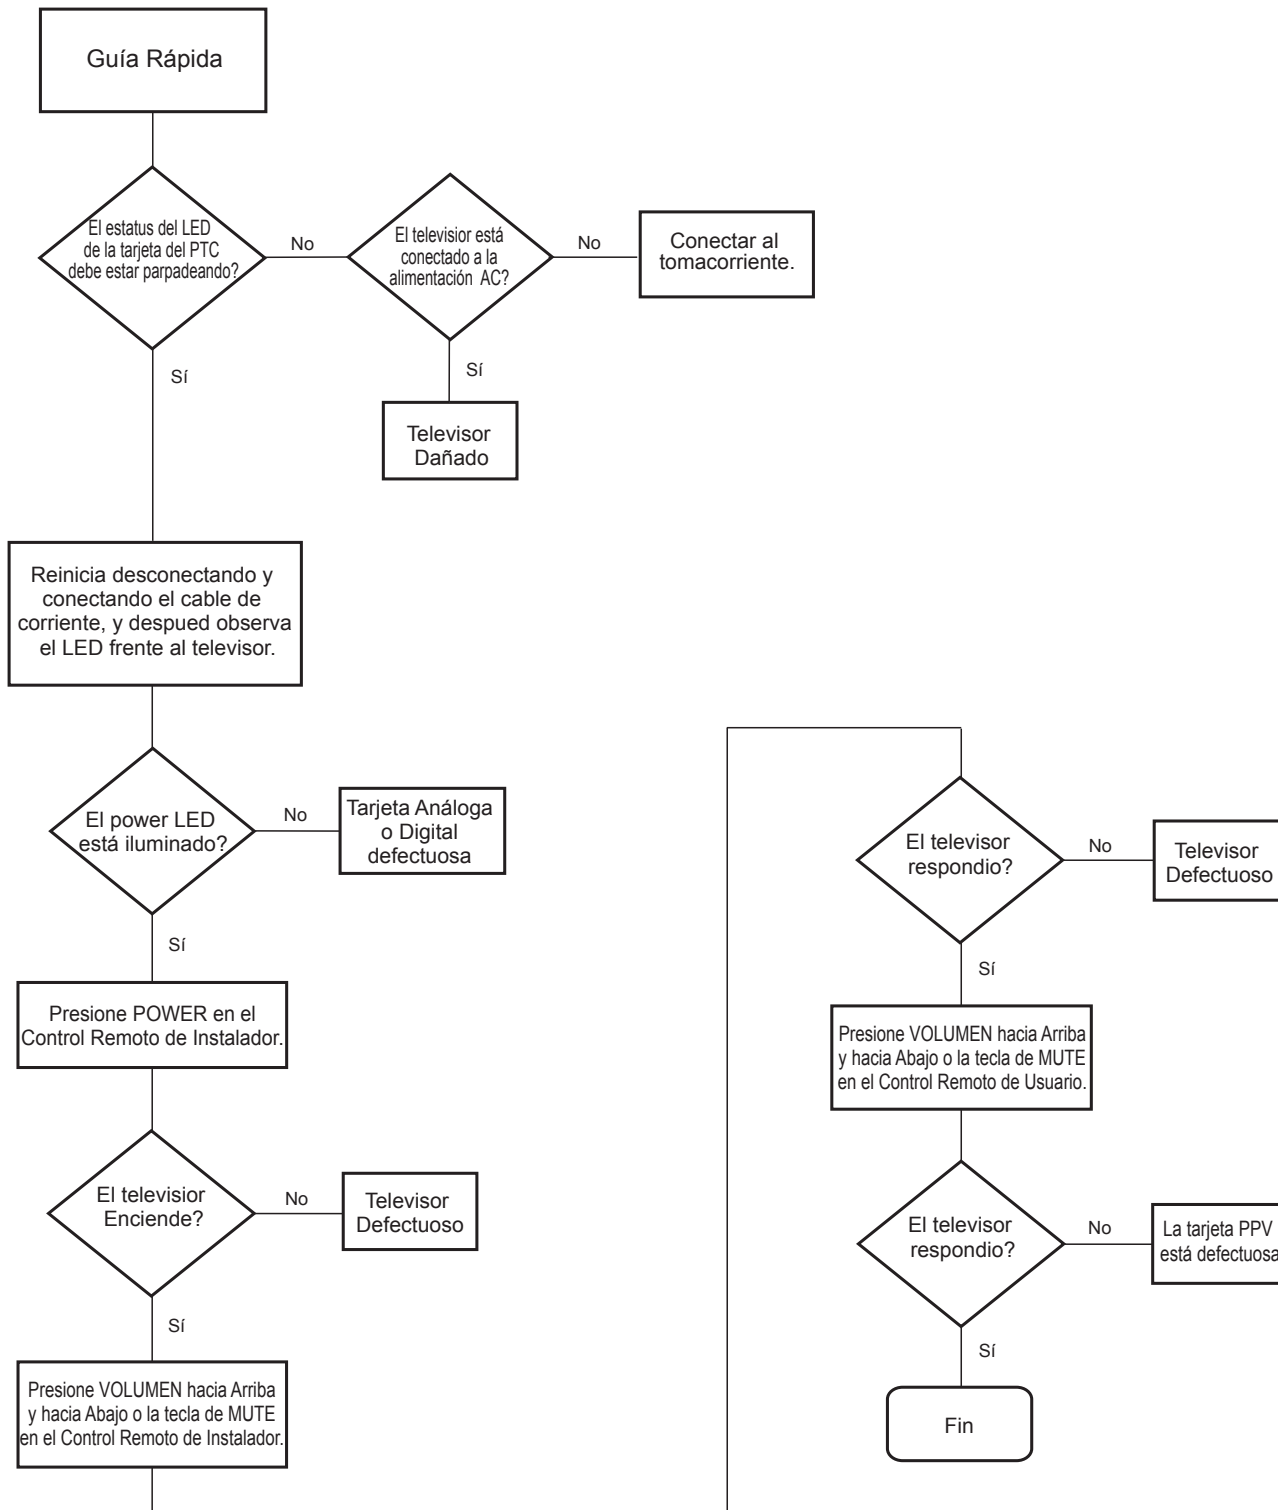 Guía Rápida
El estatus del LED
de la tarjeta del PTC
debe estar parpadeando?
No
El televisior está
conectado a la
alimentación AC?
No
Conectar al
tomacorriente.
Sí
Sí
Televisor
Dañado
Reinicia desconectando y
conectando el cable de
corriente, y despued observa
el LED frente al televisor.
El power LED
está iluminado?
No
Tarjeta Análoga
o Digital
defectuosa
Sí
Presione POWER en el
Control Remoto de Instalador.
El televisior
Enciende?
No
Televisor
Defectuoso
Sí
Presione VOLUMEN hacia Arriba
y hacia Abajo o la tecla de MUTE
en el Control Remoto de Instalador.
El televisor
respondio?
No
Televisor
Defectuoso
Sí
Presione VOLUMEN hacia Arriba
y hacia Abajo o la tecla de MUTE
en el Control Remoto de Usuario.
El televisor
respondio?
No
La tarjeta PPV
está defectuosa
Sí
Fin